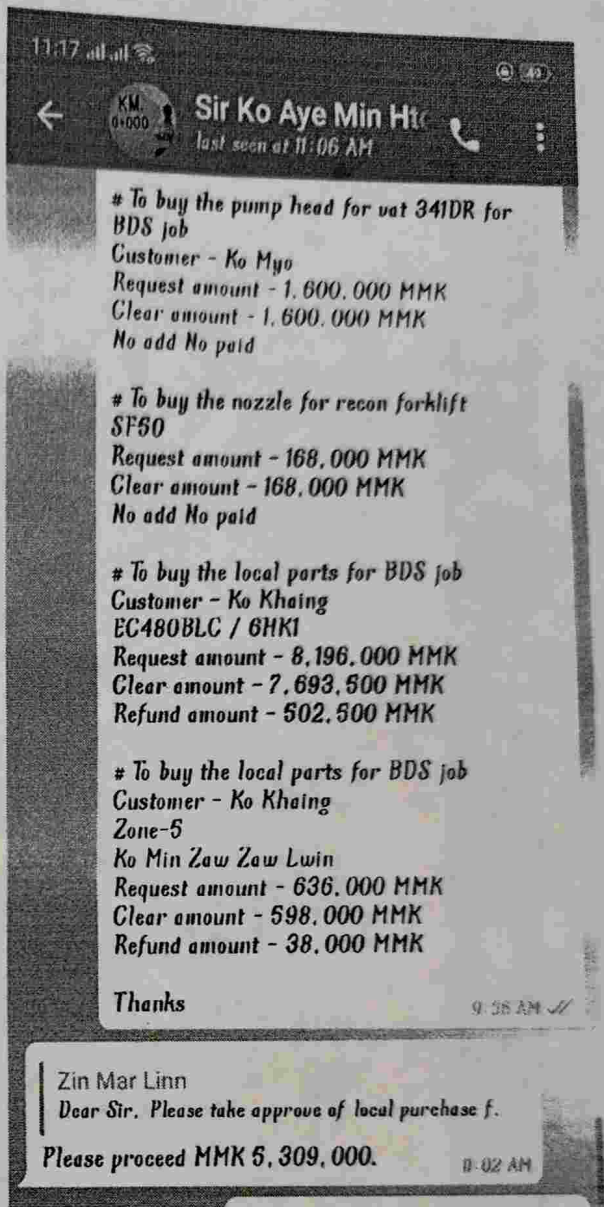 11:17
KM.
0+000
Sir Ko Aye Min Ht
last seen at 11:06 AM
# To buy the pump head for vat 341DR for
BDS job
Customer - Ko Myo
Request amount - 1,600,000 MMK
Clear amount - 1,600,000 MMK
No add No paid
# To buy the nozzle for recon forklift
SF50
Request amount - 168,000 MMK
Clear amount - 168,000 MMK
No add No paid
# To buy the local parts for BDS job
Customer - Ko Khaing
EC480BLC / 6HK1
Request amount - 8,196,000 MMK
Clear amount - 7,693,500 MMK
Refund amount - 502,500 MMK
# To buy the local parts for BDS job
Customer - Ko Khaing
Zone-5
Ko Min Zaw Zaw Lwin
Request amount - 636,000 MMK
Clear amount - 598,000 MMK
Refund amount - 38,000 MMK
Thanks
AM
Zin Mar Linn
Dear Sir, Please take approve of local purchase f.
Please proceed MMK 5,309,000.
AM